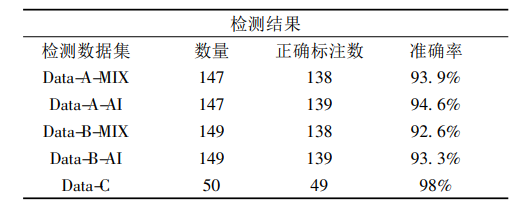 检测结果
检测数据集 数量 正确标注数 准确率
Data-A-MIX 147 138 93.9%
Data-A-AI 147 139 94.6%
Data-B-MIX 149 138 92.6%
Data-B-AI 149 139 93.3%
Data-C 50 49 98%